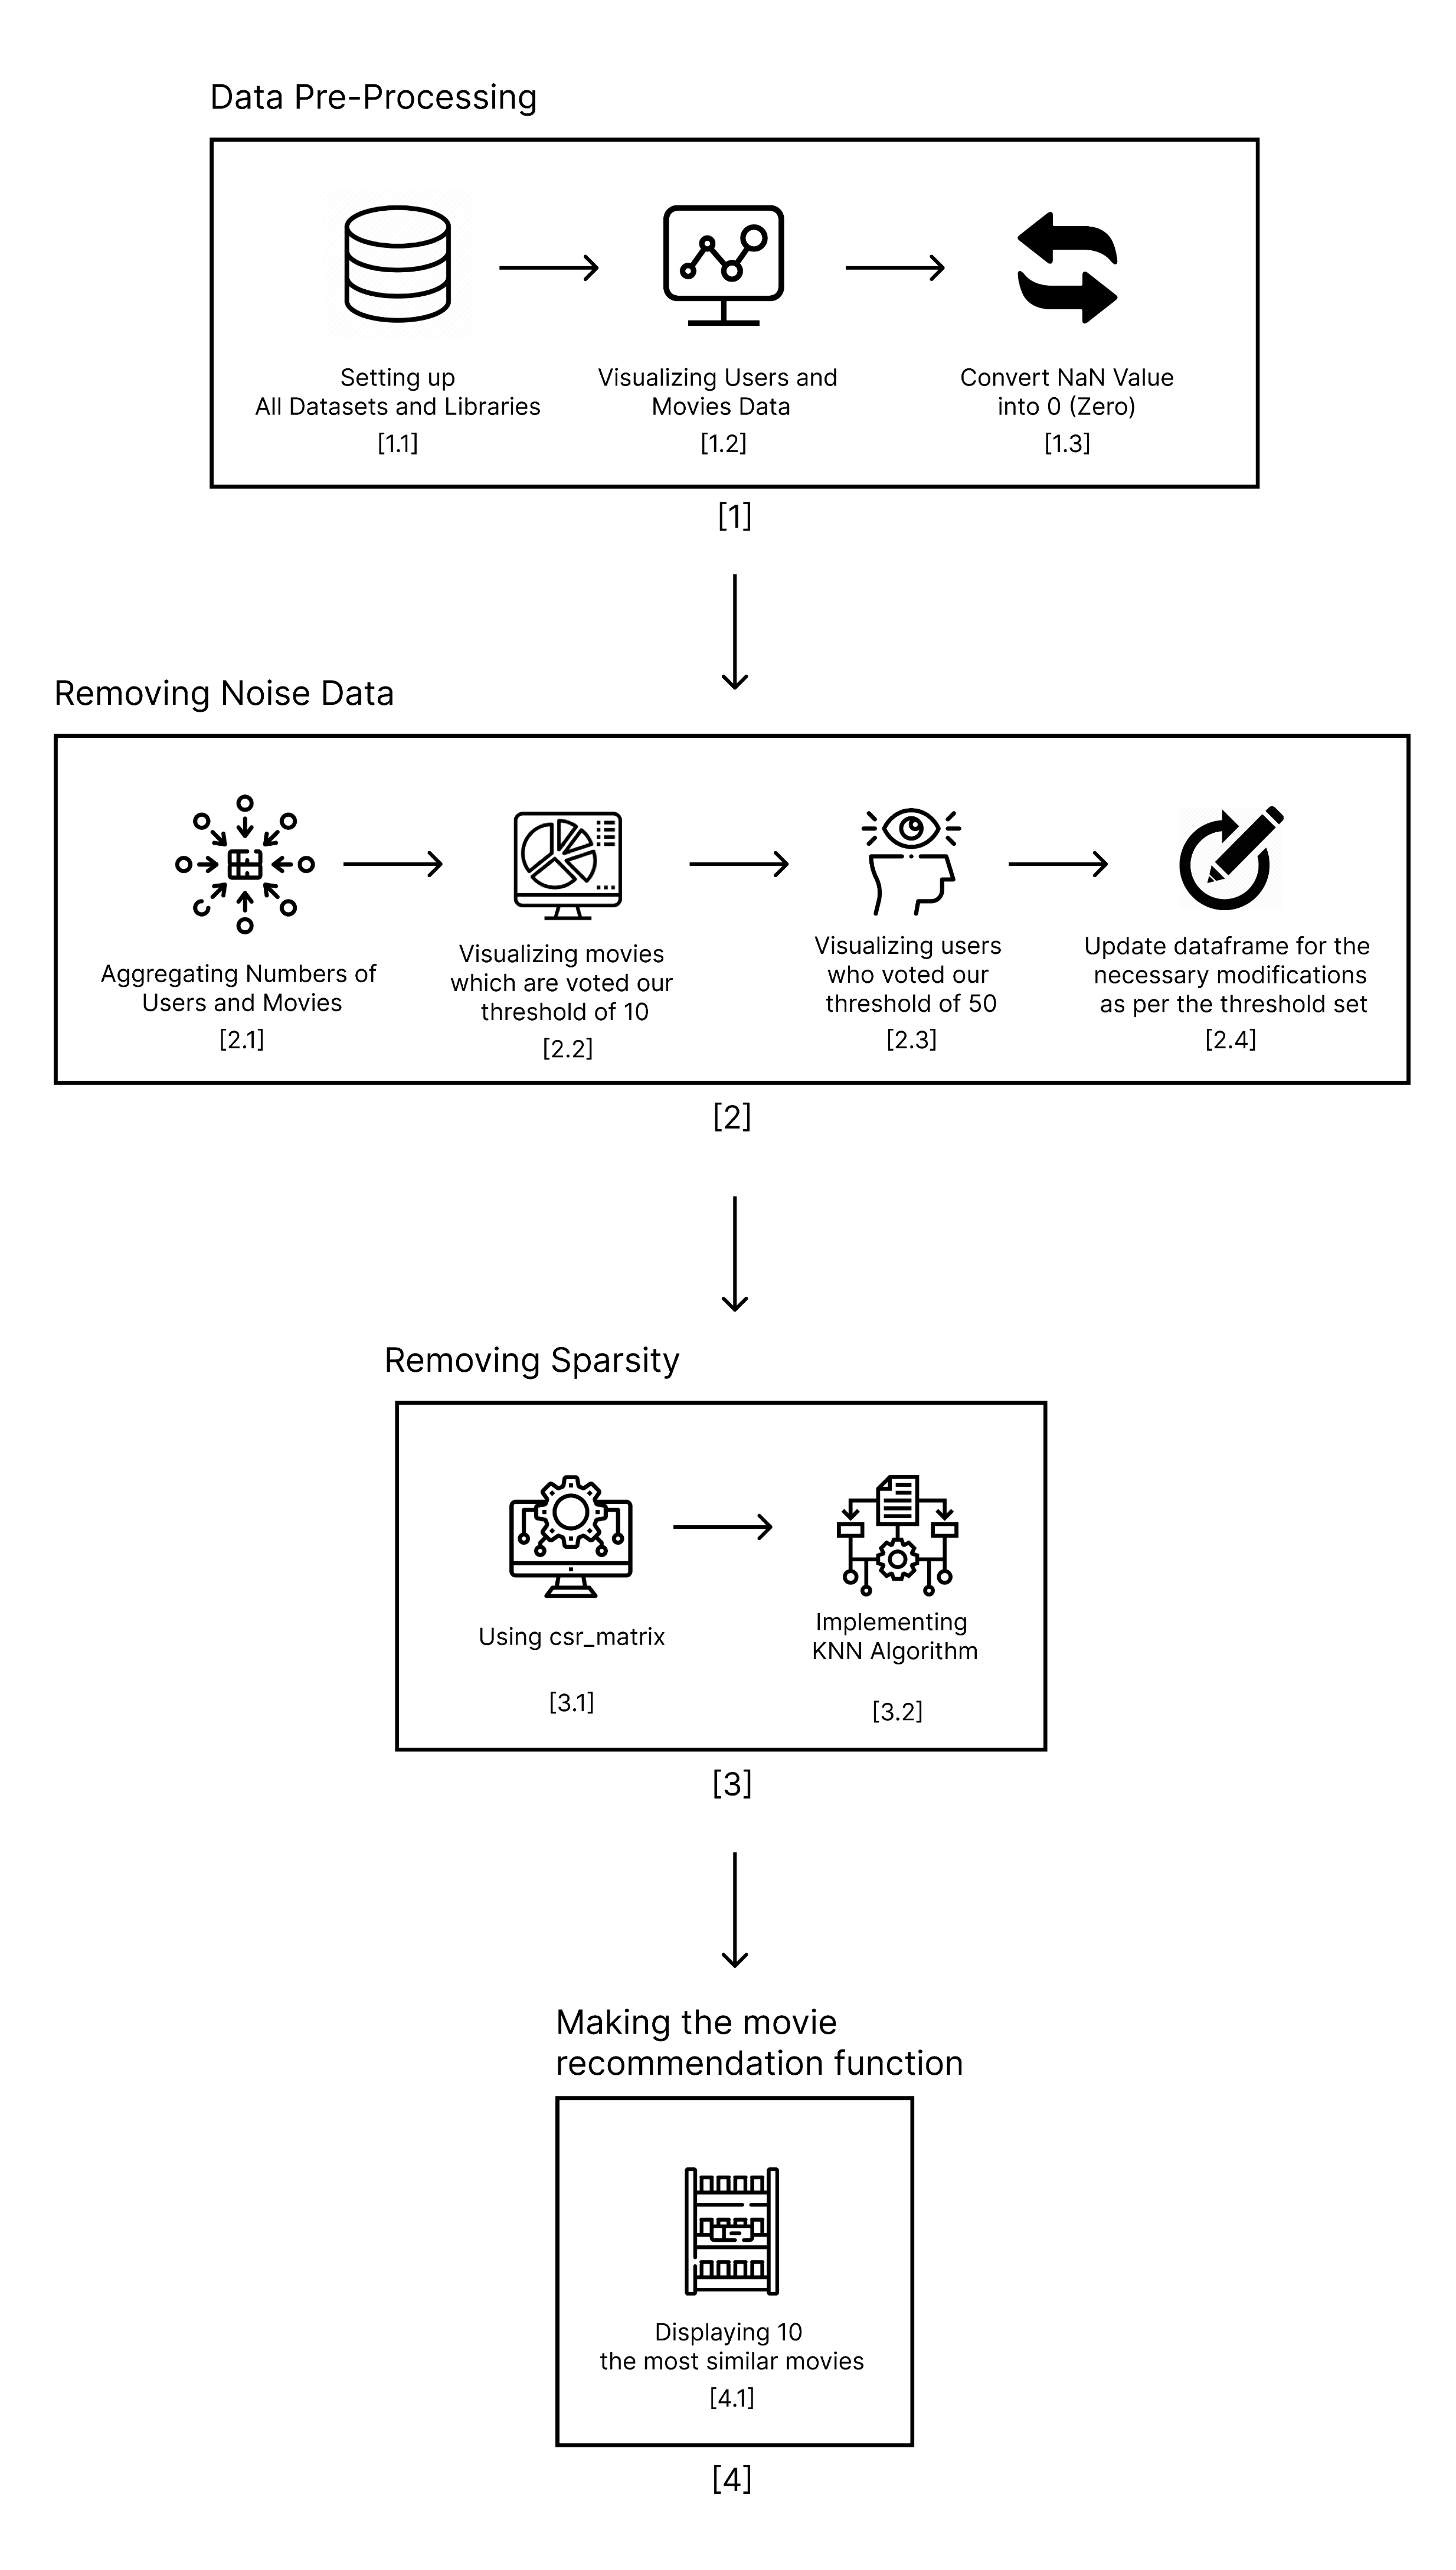 Data Pre-Processing
Setting up
All Datasets and Libraries
[1.1]
Visualizing Users and
Movies Data
[1.2]
Convert NaN Value
into 0 (Zero)
[1.3]
[1]
Removing Noise Data
Aggregating Numbers of
Users and Movies
[2.1]
Visualizing movies
which are voted our
threshold of 10
[2.2]
Visualizing users
who voted our
threshold of 50
[2.3]
Update dataframe for the
necessary modifications
as per the threshold set
[2.4]
[2]
Removing Sparsity
Using csr_matrix
[3.1]
Implementing
KNN Algorithm
[3.2]
[3]
Making the movie
recommendation function
Displaying 10
the most similar movies
[4.1]
[4]